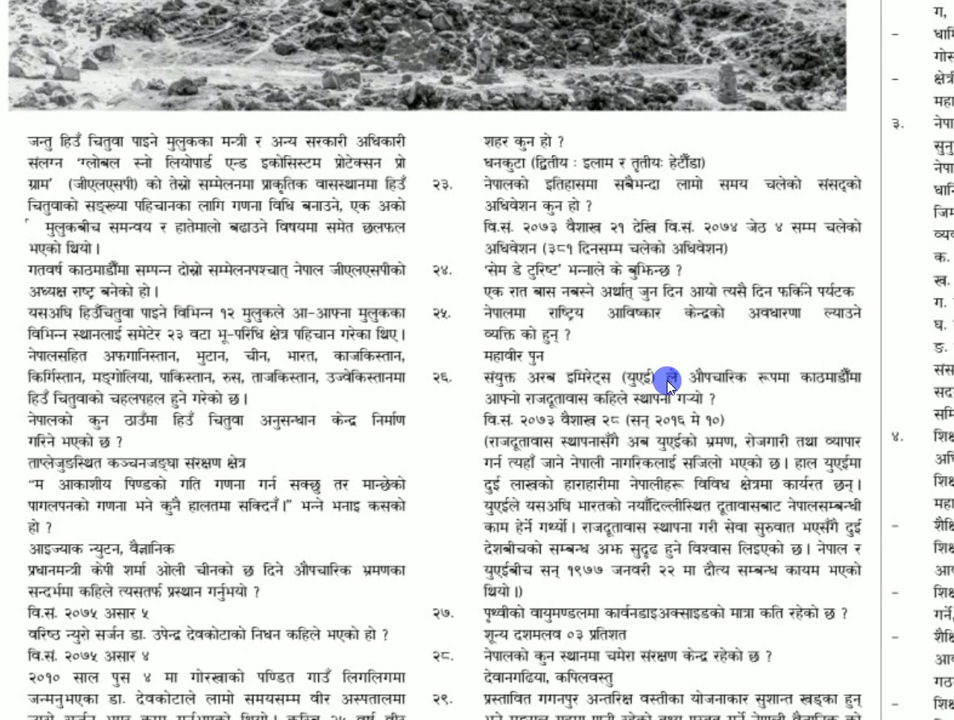 जन्तु हिउँ चितुवा पाइने मुलुकका मन्त्री र अन्य सरकारी अधिकारी
संलग्न 'ग्लोबल स्नो लियोपार्ड एन्ड इकोसिस्टम प्रोटेक्सन प्रो
ग्राम' (जीएलएसपी) को तेस्रो सम्मेलनमा प्राकृतिक वासस्थानमा हिउँ
चितुवाको सङ्ख्या पहिचानका लागि गणना विधि बनाउने, एक अर्को
मुलुकबीच समन्वय र हातेमालो बढाउने विषयमा समेत छलफल
भएको थियो ।
गतवर्ष काठमाडौँमा सम्पन्न दोस्रो सम्मेलनपश्चात् नेपाल जीएलएसपीको
अध्यक्ष राष्ट्र बनेको हो ।
यसअघि हिउँचितुवा पाइने विभिन्न १२ मुलुकले आ-आफ्ना मुलुकका
विभिन्न स्थानलाई समेटेर २३ वटा भू-परिधि क्षेत्र पहिचान गरेका थिए ।
नेपालसहित अफगानिस्तान, भुटान, चीन, भारत, काजकिस्तान,
किर्गिस्तान, मङ्गोलिया, पाकिस्तान, रुस, ताजकिस्तान, उज्वेकिस्तानमा
हिउँ चितुवाको चहलपहल हुने गरेको छ ।
नेपालको कुन ठाउँमा हिउँ चितुवा अनुसन्धान केन्द्र निर्माण
गरिने भएको छ ?
ताप्लेजुङस्थित कञ्चनजङ्घा संरक्षण क्षेत्र
"म आकाशीय पिण्डको गति गणना गर्न सक्छु तर मान्छेको
पागलपनको गणना भने कुनै हालतमा सक्दिनँ ।" भन्ने भनाइ कसको
हो ?
आइज्याक न्युटन, वैज्ञानिक
प्रधानमन्त्री केपी शर्मा ओली चीनको छ दिने औपचारिक भ्रमणका
सन्दर्भमा कहिले त्यसतर्फ प्रस्थान गर्नुभयो ?
वि.सं. २०७५ असार ५
वरिष्ठ न्युरो सर्जन डा. उपेन्द्र देवकोटाको निधन कहिले भएको हो ?
वि.सं. २०७५ असार ४
२०१० साल पुस ४ मा गोरखाको पण्डित गाउँ लिगलिगमा
जन्मनुभएका डा. देवकोटाले लामो समयसम्म वीर अस्पतालमा
शहर कुन हो ?
धनकुटा (द्वितीय : इलाम र तृतीयः हेटौँडा)
२३. नेपालको इतिहासमा सबैभन्दा लामो समय चलेको संसद्को
अधिवेशन कुन हो ?
वि.सं. २०७३ वैशाख २१ देखि वि.सं. २०७४ जेठ ४ सम्म चलेको
अधिवेशन (३८१ दिनसम्म चलेको अधिवेशन)
२४. 'सेम डे टुरिष्ट' भन्नाले के बुझिन्छ ?
एक रात बास नबस्ने अर्थात् जुन दिन आयो त्यसै दिन फर्किने पर्यटक
२५. नेपालमा राष्ट्रिय आविष्कार केन्द्रको अवधारणा ल्याउने
व्यक्ति को हुन् ?
महावीर पुन
२६. संयुक्त अरब इमिरेट्स (युएई) ले औपचारिक रूपमा काठमाडौँमा
आफ्नो राजदूतावास कहिले स्थापना गर्‍यो ?
वि.सं. २०७३ वैशाख २८ (सन् २०१६ मे १०)
(राजदूतावास स्थापनासँगै अब युएईको भ्रमण, रोजगारी तथा व्यापार
गर्न त्यहाँ जाने नेपाली नागरिकलाई सजिलो भएको छ । हाल युएईमा
दुई लाखको हाराहारीमा नेपालीहरू विविध क्षेत्रमा कार्यरत छन् ।
युएईले यसअघि भारतको नयाँदिल्लीस्थित दूतावासबाट नेपालसम्बन्धी
काम हेर्ने गर्थ्यो । राजदूतावास स्थापना गरी सेवा सुरुवात भएसँगै दुई
देशबीचको सम्बन्ध अझ सुदृढ हुने विश्वास लिइएको छ । नेपाल र
युएईबीच सन् १९७७ जनवरी २२ मा दौत्य सम्बन्ध कायम भएको
थियो ।)
२७. पृथ्वीको वायुमण्डलमा कार्वनडाइअक्साइडको मात्रा कति रहेको छ ?
शून्य दशमलव ०३ प्रतिशत
२८. नेपालको कुन स्थानमा चमेरा संरक्षण केन्द्र रहेको छ ?
देवानगढिया, कपिलवस्तु
२९. प्रस्तावित गगनपुर अन्तरिक्ष वस्तीका योजनाकार सुशान्त खड्का हुन्
ग,
३.
नेपा
क.
ख.
ग.
घ.
ङ.
४.